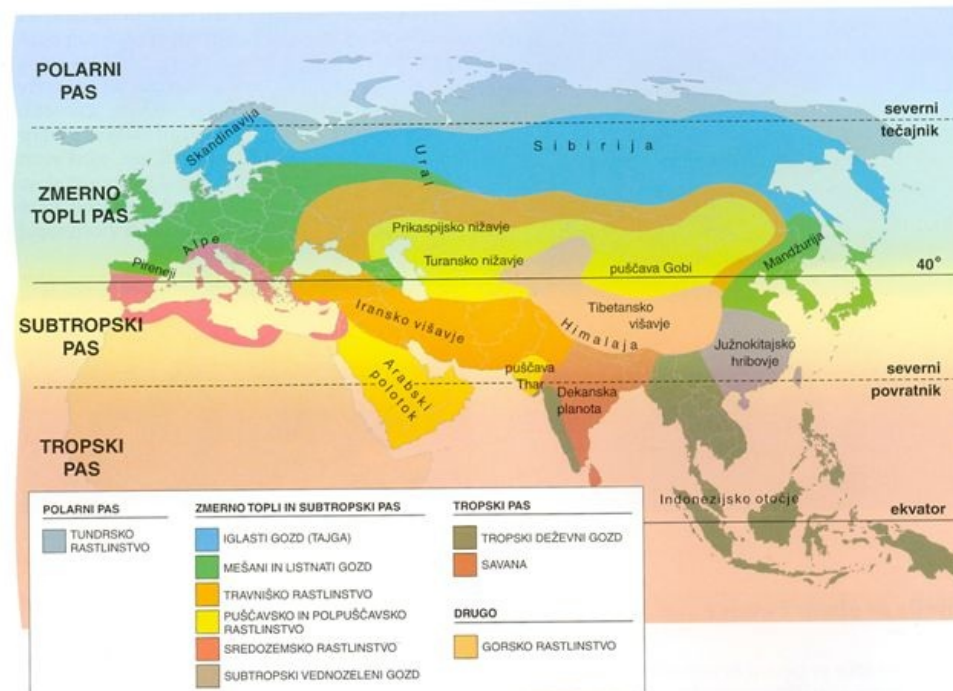 POLARNI
PAS
severni
tečajnik
Skandinavija
Sibirija
Ural
ZMERNO
TOPLI PAS
Prikaspijsko nižavje
Mandžurija
Alpe
Turansko nižavje
Pireneji
puščava Gobi
40°
SUBTROPSKI
PAS
Iransko višavje
Tibetansko
višavje
Himalaja
Južnokitajsko
hribovje
Arabski
polotok
puščava
Thar
severni
povratnik
Dekanska
planota
TROPSKI
PAS
Indonezijsko otočje
ekvator
POLARNI PAS
TUNDRSKO
RASTLINSTVO
ZMERNO TOPLI IN SUBTROPSKI PAS
IGLASTI GOZD (TAJGA)
MEŠANI IN LISTNATI GOZD
TRAVNIŠKO RASTLINSTVO
PUŠČAVSKO IN POLPUŠČAVSKO
RASTLINSTVO
SREDOZEMSKO RASTLINSTVO
SUBTROPSKI VEDNOZELENI GOZD
TROPSKI PAS
TROPSKI DEŽEVNI GOZD
SAVANA
DRUGO
GORSKO RASTLINSTVO